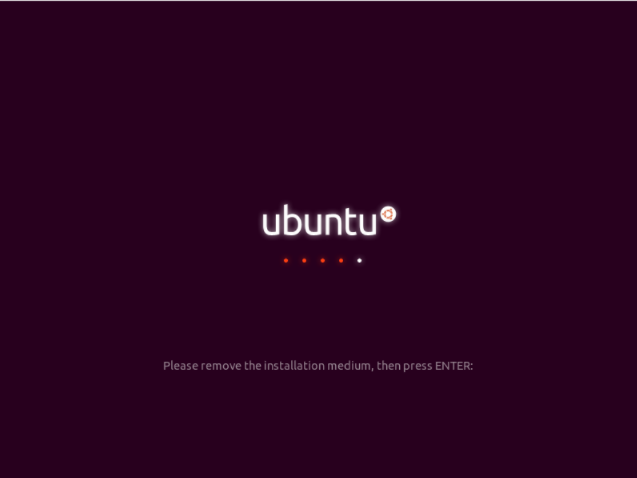 ubuntu
Please remove the installation medium, then press ENTER: